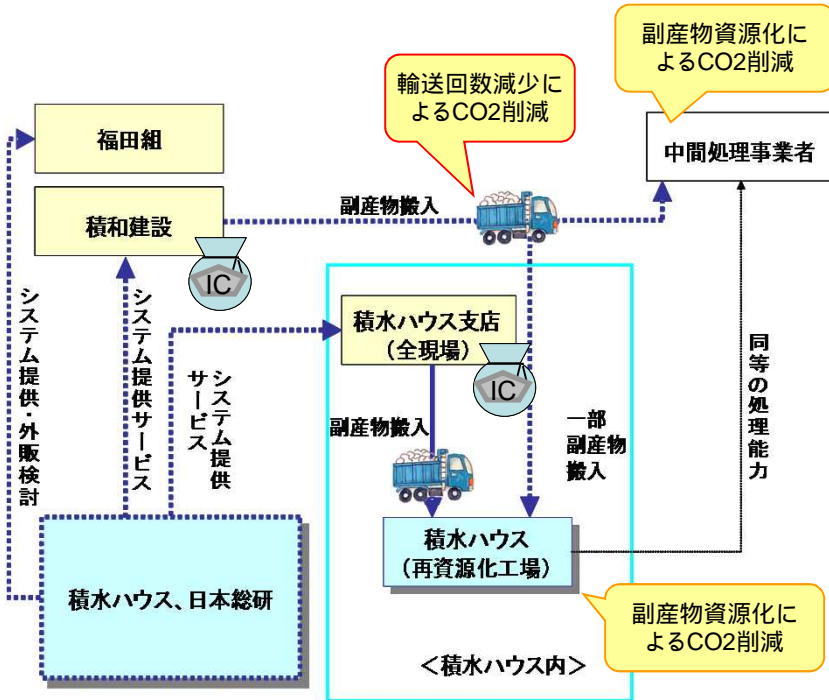 副産物資源化に
よるCO2削減
輸送回数減少に
よるCO2削減
福田組
中間処理事業者
積和建設
副産物搬入
IC
システム提供・外販検討
システム提供サービス
システム提供
サービス
積水ハウス支店
（全現場）
IC
副産物搬入
一部
副産物
搬入
同等の処理能力
積水ハウス
（再資源化工場）
積水ハウス、日本総研
副産物資源化に
よるCO2削減
＜積水ハウス内＞